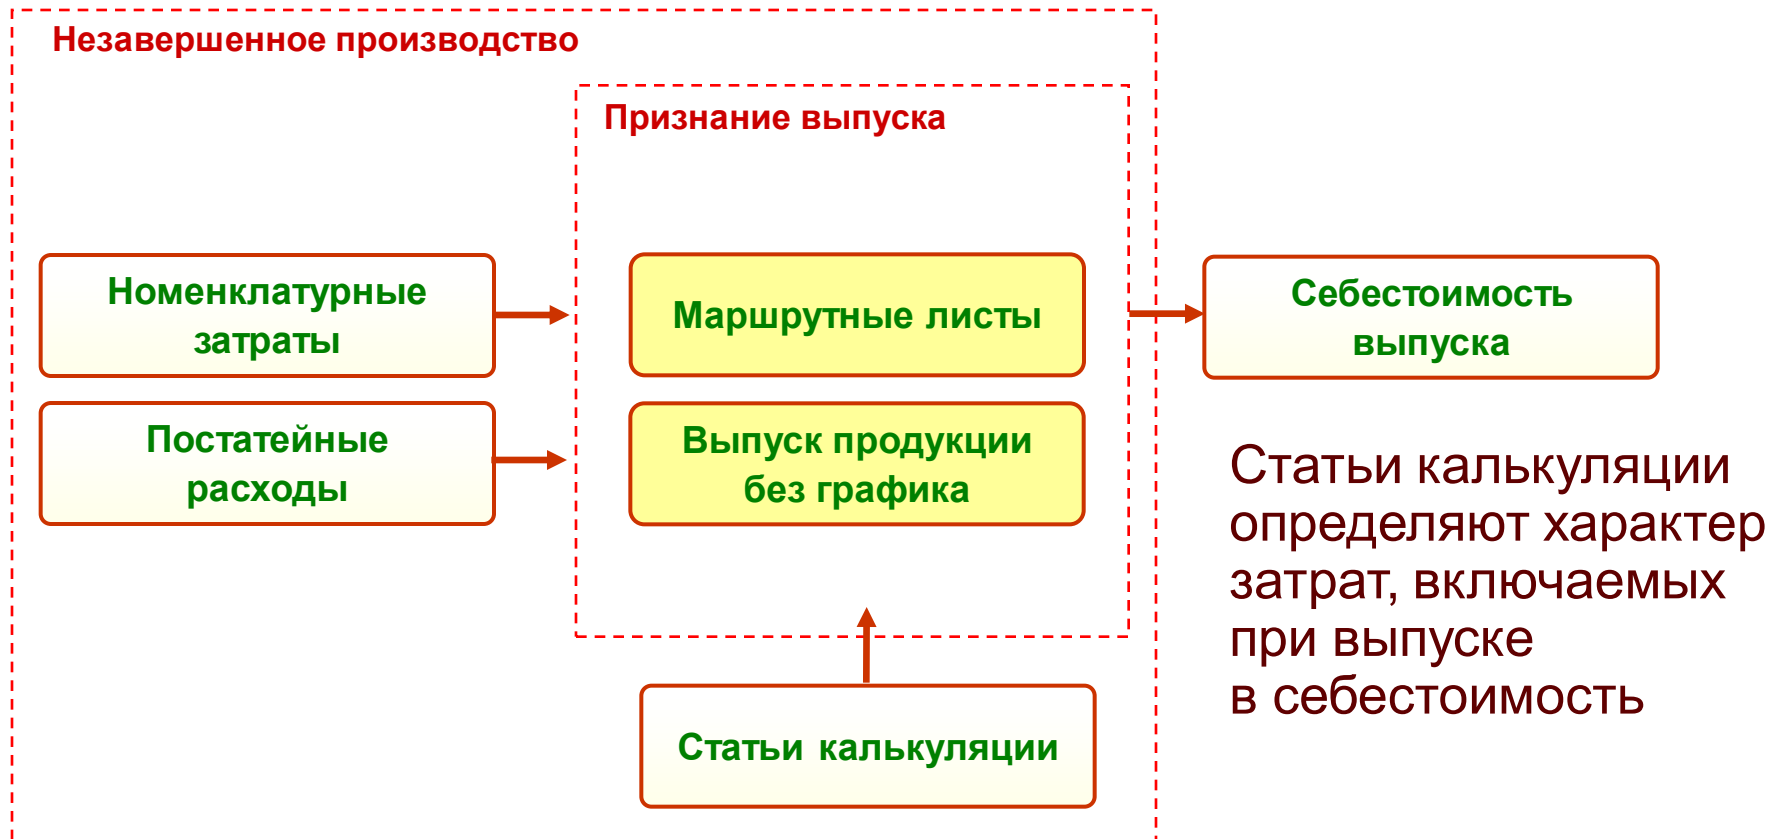 Незавершенное производство
Признание выпуска
Номенклатурные
затраты
Маршрутные листы
Себестоимость
выпуска
Постатейные
расходы
Выпуск продукции
без графика
Статьи калькуляции
определяют характер
затрат, включаемых
при выпуске
в себестоимость
Статьи калькуляции